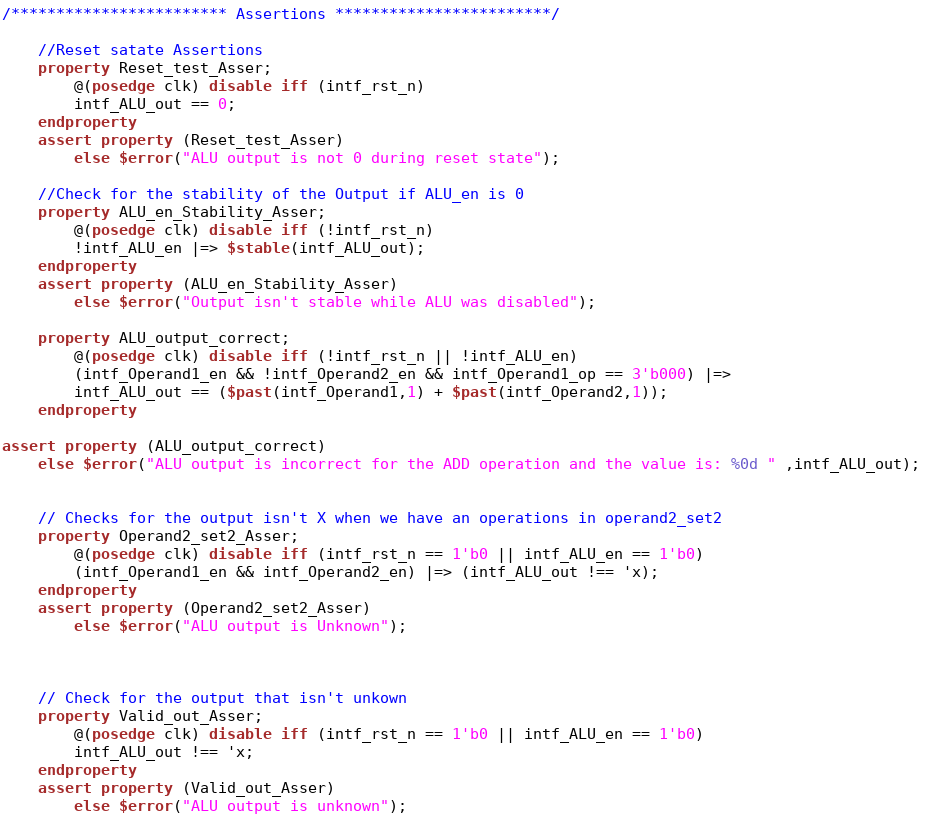 /************************ Assertions ************************/
//Reset satate Assertions
property Reset_test_Asser;
@(posedge clk) disable iff (intf_rst_n)
intf_ALU_out == 0;
endproperty
assert property (Reset_test_Asser)
else $error("ALU output is not 0 during reset state");
//Check for the stability of the Output if ALU_en is 0
property ALU_en_Stability_Asser;
@(posedge clk) disable iff (!intf_rst_n)
!intf_ALU_en |=> $stable(intf_ALU_out);
endproperty
assert property (ALU_en_Stability_Asser)
else $error("Output isn't stable while ALU was disabled");
property ALU_output_correct;
@(posedge clk) disable iff (!intf_rst_n || !intf_ALU_en)
(intf_Operand1_en && !intf_Operand2_en && intf_Operand1_op == 3'b000) |=>
intf_ALU_out == ($past(intf_Operand1,1) + $past(intf_Operand2,1));
endproperty
assert property (ALU_output_correct)
else $error("ALU output is incorrect for the ADD operation and the value is: %0d " ,intf_ALU_out);
// Checks for the output isn't X when we have an operations in operand2_set2
property Operand2_set2_Asser;
@(posedge clk) disable iff (intf_rst_n == 1'b0 || intf_ALU_en == 1'b0)
(intf_Operand1_en && intf_Operand2_en) |=> (intf_ALU_out !== 'x);
endproperty
assert property (Operand2_set2_Asser)
else $error("ALU output is Unknown");
// Check for the output that isn't unkown
property Valid_out_Asser;
@(posedge clk) disable iff (intf_rst_n == 1'b0 || intf_ALU_en == 1'b0)
intf_ALU_out !== 'x;
endproperty
assert property (Valid_out_Asser)
else $error("ALU output is unknown");